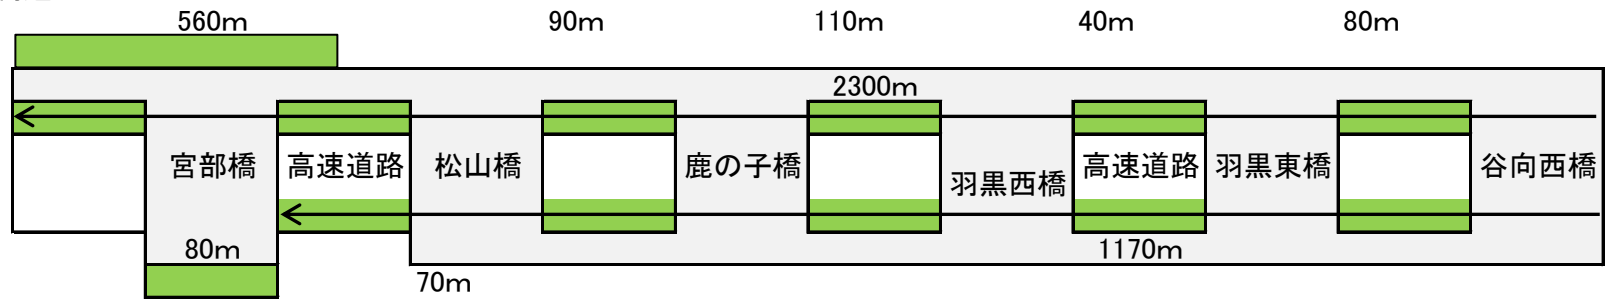 560m
90m
110m
40m
80m
2300m
宮部橋
高速道路
松山橋
鹿の子橋
羽黒西橋
高速道路
羽黒東橋
谷向西橋
80m
1170m
70m